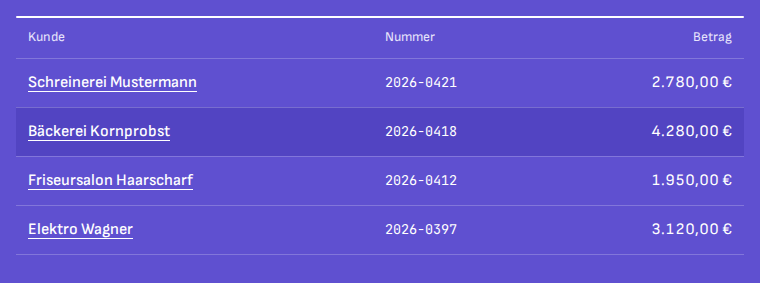 Kunde Nummer Betrag
Schreinerei Mustermann 2026-0421 2.780,00 €
Bäckerei Kornprobst 2026-0418 4.280,00 €
Friseursalon Haarscharf 2026-0412 1.950,00 €
Elektro Wagner 2026-0397 3.120,00 €